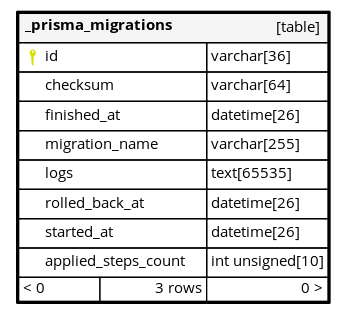 _prisma_migrations [table]
id varchar[36]
checksum varchar[64]
finished_at datetime[26]
migration_name varchar[255]
logs text[65535]
rolled_back_at datetime[26]
started_at datetime[26]
applied_steps_count int unsigned[10]
< 0 3 rows 0 >